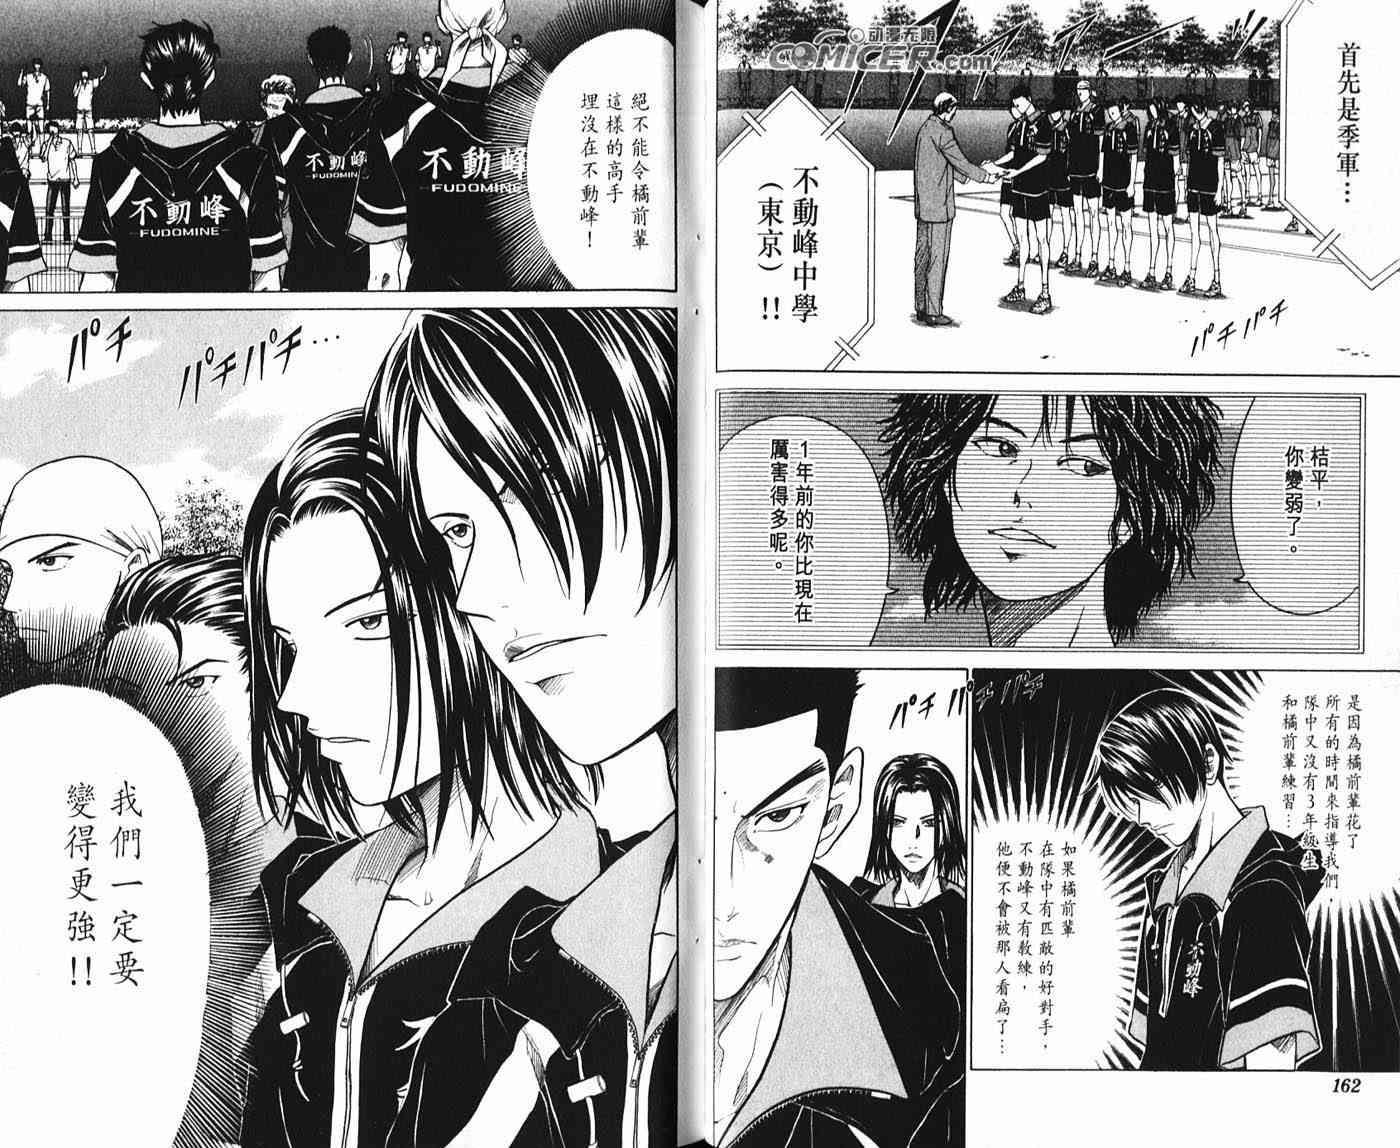 首先是季軍…
不動峰中學
(東京)!!
動漫无限
COMICER.com
パチ
パチ
桔平，
你變弱了。
1年前的你比現在
厲害得多呢。
是因為橘前輩花了
所有的時間來指導我們，
隊中又沒有3年級生
和橘前輩練習…
如果橘前輩
在隊中有匹敵的好對手，
不動峰又有教練，
他便不會被那人看扁了…
不動峰
パチ
パチ
パチ
162
絕不能令橘前輩
這樣的高手
埋沒在不動峰！
不動峰
FUDOMINE
不動峰
FUDOMINE
不動峰
FUDOMINE
パチ
パチ
パチ…
我們一定要
變得更強!!